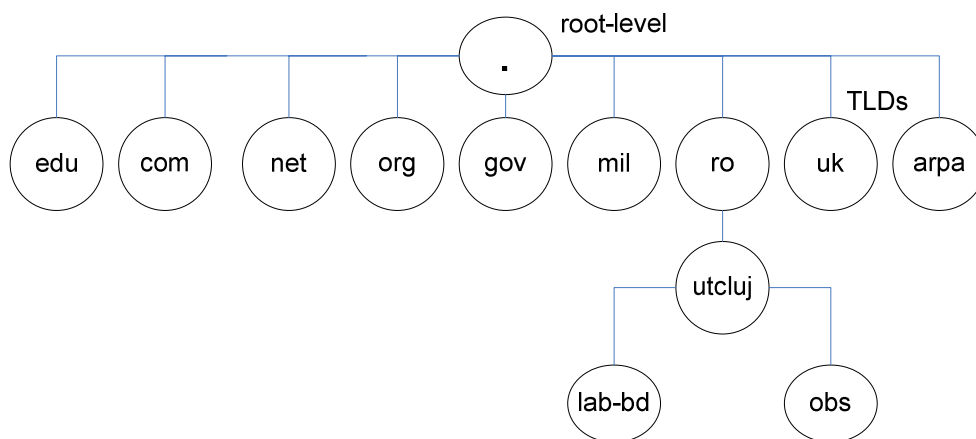 root-level
.
TLDs
edu com net org gov mil ro uk arpa
utcluj
lab-bd obs